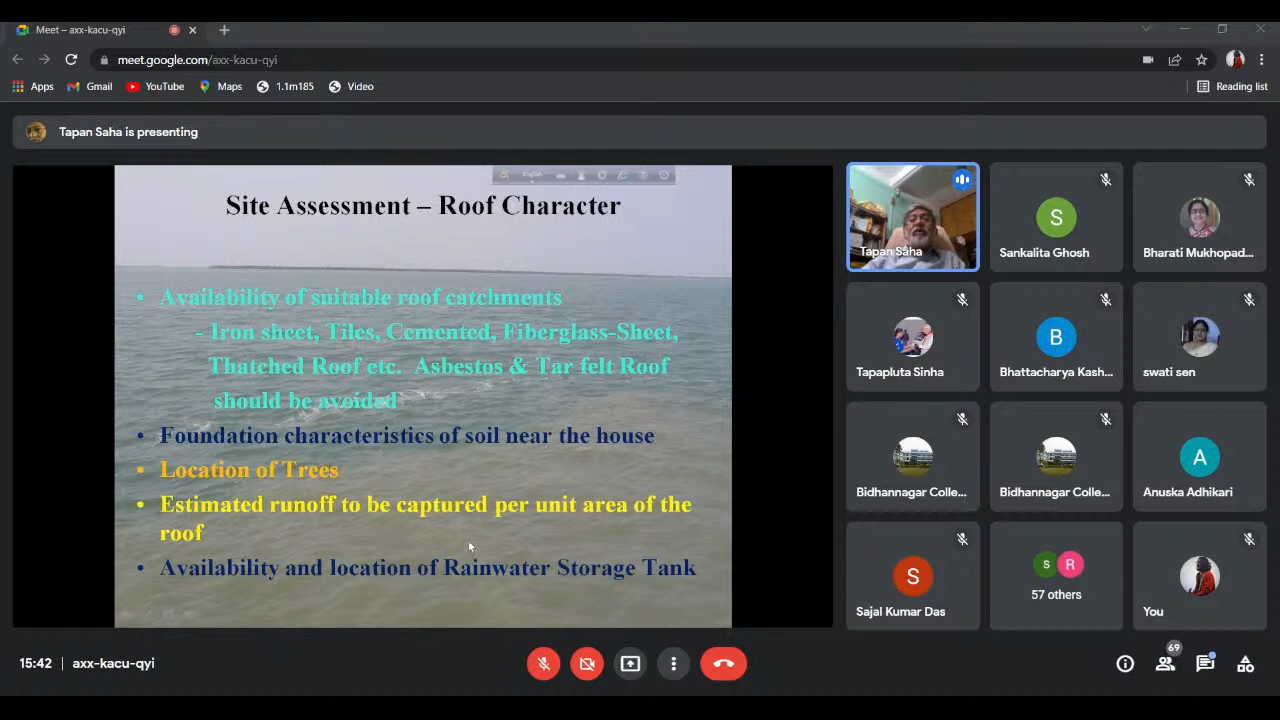 Meet – axx-kacu-qyi
meet.google.com/axx-kacu-qyi
Apps Gmail YouTube Maps 1.1m185 Video Reading list
Tapan Saha is presenting
English
Site Assessment – Roof Character
• Availability of suitable roof catchments
- Iron sheet, Tiles, Cemented, Fiberglass-Sheet,
Thatched Roof etc. Asbestos & Tar felt Roof
should be avoided
• Foundation characteristics of soil near the house
• Location of Trees
• Estimated runoff to be captured per unit area of the
roof
• Availability and location of Rainwater Storage Tank
Tapan Saha
S
Sankalita Ghosh
Bharati Mukhopad...
Tapapluta Sinha
B
Bhattacharya Kash...
swati sen
Bidhannagar Colle...
Bidhannagar Colle...
A
Anuska Adhikari
S
Sajal Kumar Das
S R
57 others
You
15:42 | axx-kacu-qyi
69